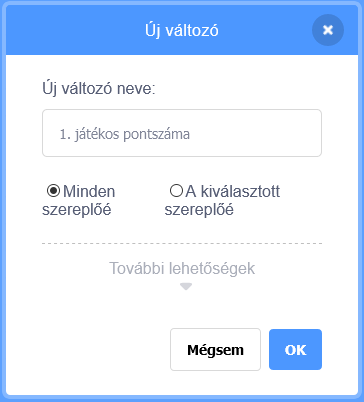 Új változó
Új változó neve:
1. játékos pontszáma
Minden
szereplőé
A kiválasztott
szereplőé
További lehetőségek
Mégsem
OK